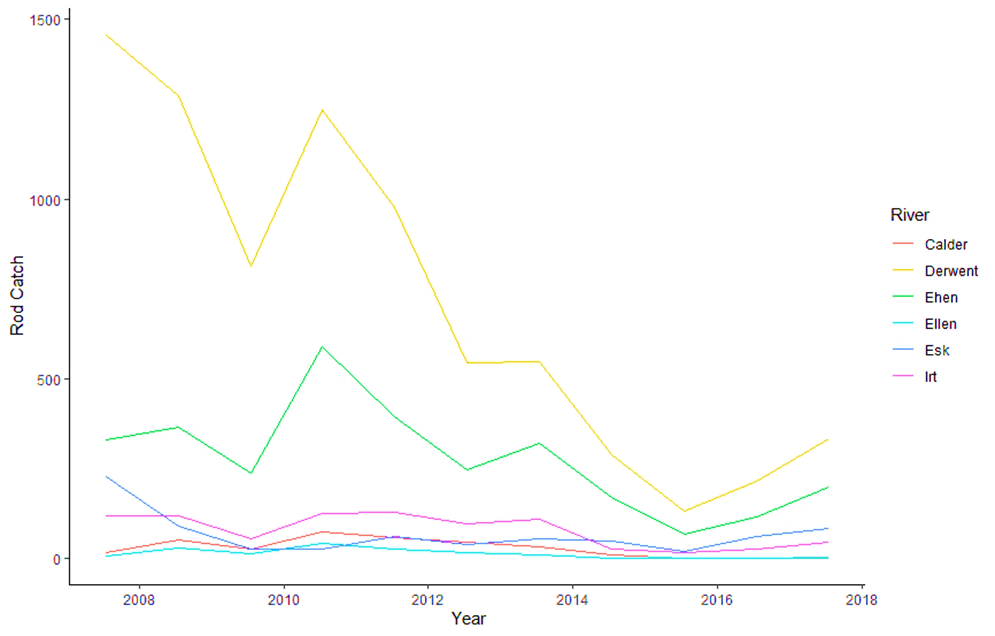 1500
1000
500
0
Rod Catch
2008
2010
2012
2014
2016
2018
Year
River
Calder
Derwent
Ehen
Ellen
Esk
Irt